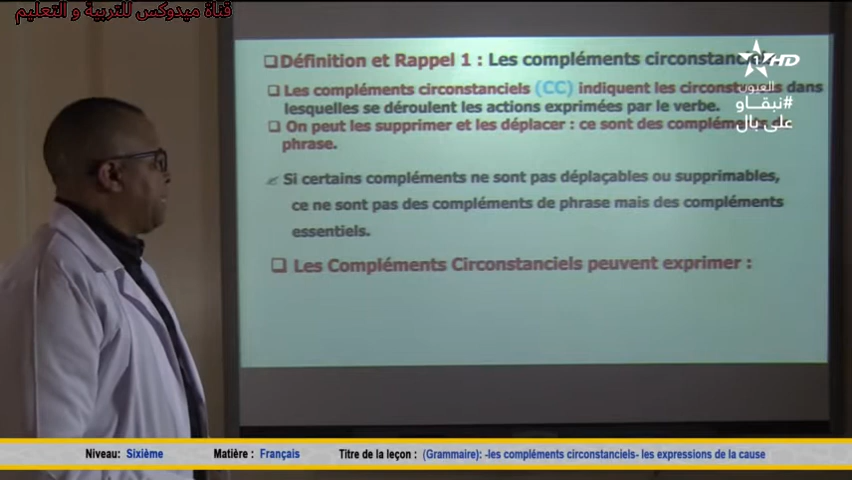 قناة ميدوكس للتربية و التعليم
❑Définition et Rappel 1 : Les compléments circonstanciels
HD
❑ Les compléments circonstanciels (CC) indiquent les circonstances dans
lesquelles se déroulent les actions exprimées par le verbe.
❑ On peut les supprimer et les déplacer : ce sont des compléments de
phrase.
العيون
#نبقاو
على بال
Si certains compléments ne sont pas déplaçables ou supprimables,
ce ne sont pas des compléments de phrase mais des compléments
essentiels.
❑ Les Compléments Circonstanciels peuvent exprimer :
Niveau: Sixième Matière : Français Titre de la leçon : (Grammaire): -les compléments circonstanciels- les expressions de la cause